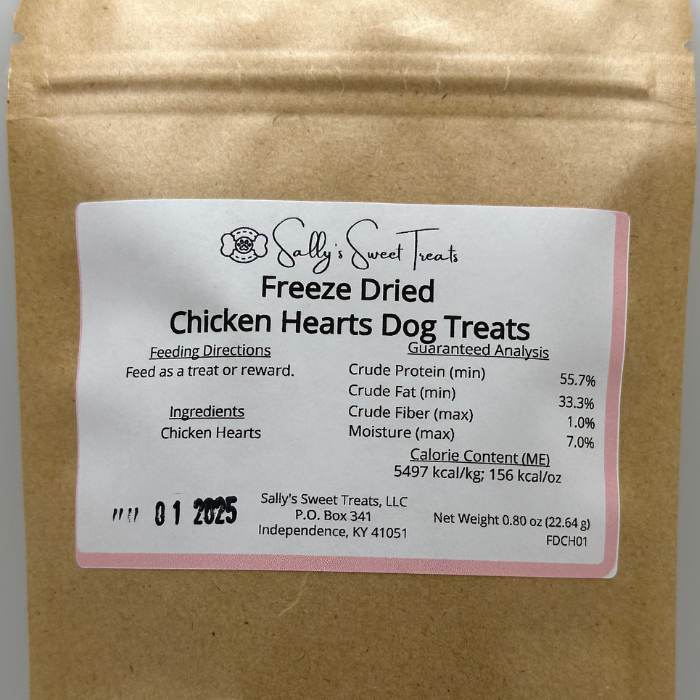 Sally's Sweet Treats
Freeze Dried
Chicken Hearts Dog Treats
Feeding Directions
Feed as a treat or reward.
Ingredients
Chicken Hearts
Guaranteed Analysis
Crude Protein (min) 55.7%
Crude Fat (min) 33.3%
Crude Fiber (max) 1.0%
Moisture (max) 7.0%
Calorie Content (ME)
5497 kcal/kg; 156 kcal/oz
01 2025
Sally's Sweet Treats, LLC
P.O. Box 341
Independence, KY 41051
Net Weight 0.80 oz (22.64 g)
FDCH01